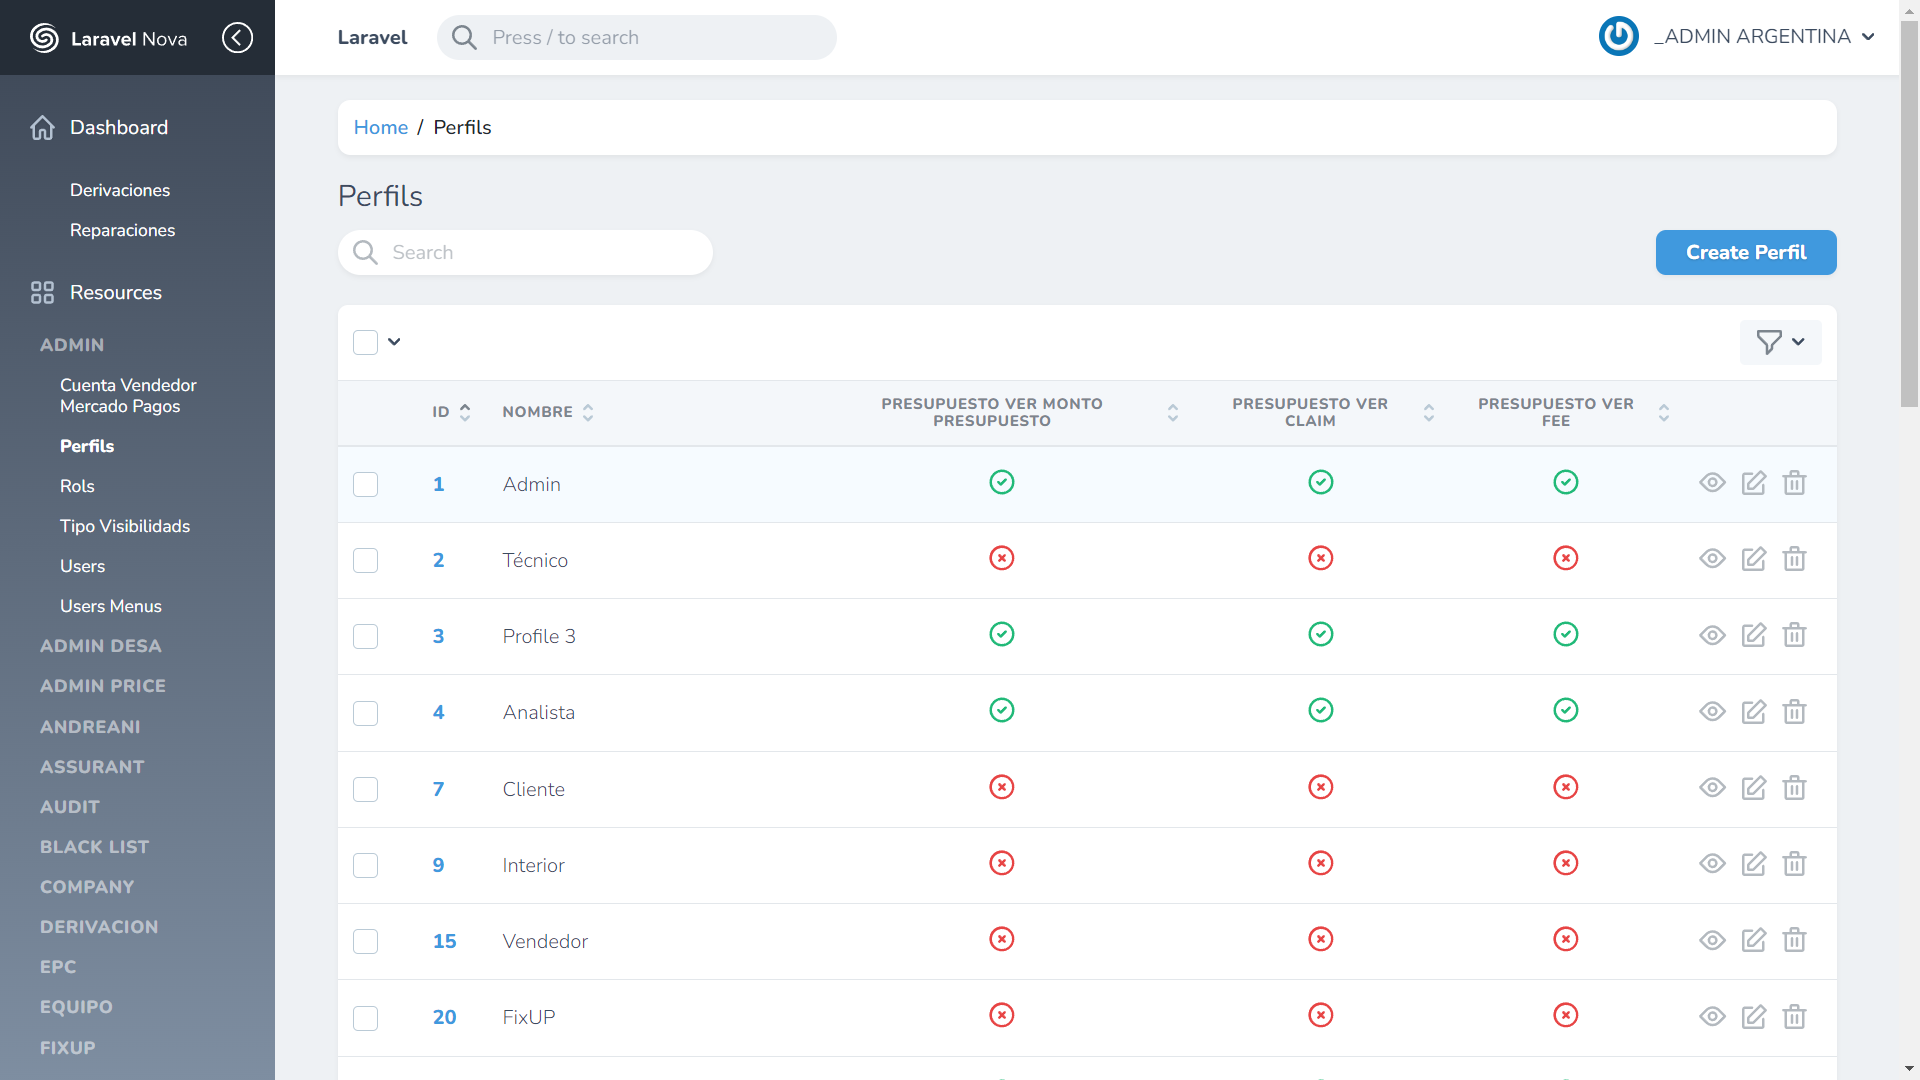 Laravel Nova
Laravel
Press / to search
_ADMIN ARGENTINA
Dashboard
Derivaciones
Reparaciones
Resources
ADMIN
Cuenta Vendedor
Mercado Pagos
Perfils
Rols
Tipo Visibilidads
Users
Users Menus
ADMIN DESA
ADMIN PRICE
ANDREANI
ASSURANT
AUDIT
BLACK LIST
COMPANY
DERIVACION
EPC
EQUIPO
FIXUP
Home / Perfils
Perfils
Search
Create Perfil
ID NOMBRE PRESUPUESTO VER MONTO PRESUPUESTO PRESUPUESTO VER CLAIM PRESUPUESTO VER FEE
1 Admin
2 Técnico
3 Profile 3
4 Analista
7 Cliente
9 Interior
15 Vendedor
20 FixUP